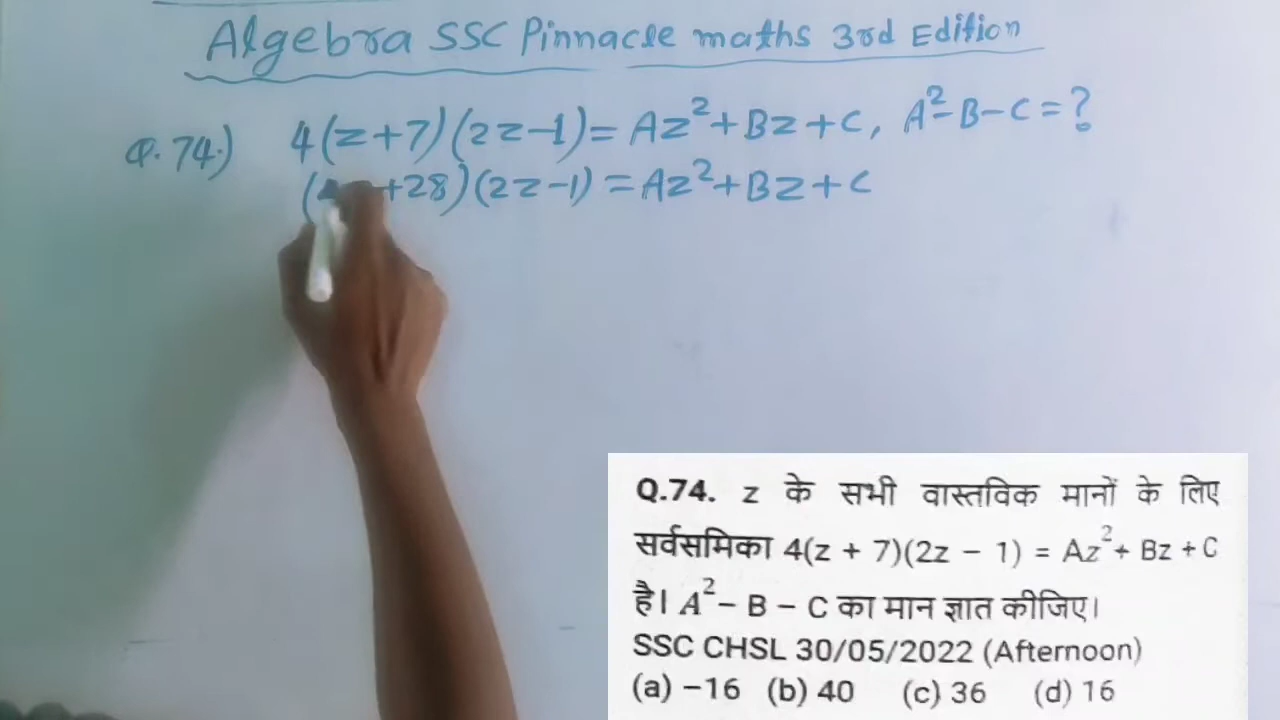 Algebra SSC Pinnacle maths 3rd Edition
Q.74.) 4(z+7)(2z-1)= Az²+Bz+C, A²-B-C=?
+28)(2z-1)=Az²+Bz+C
Q.74. z के सभी वास्तविक मानों के लिए
सर्वसमिका 4(z + 7)(2z − 1) = Az²+ Bz + C
है। A²− B − C का मान ज्ञात कीजिए।
SSC CHSL 30/05/2022 (Afternoon)
(a) −16 (b) 40 (c) 36 (d) 16